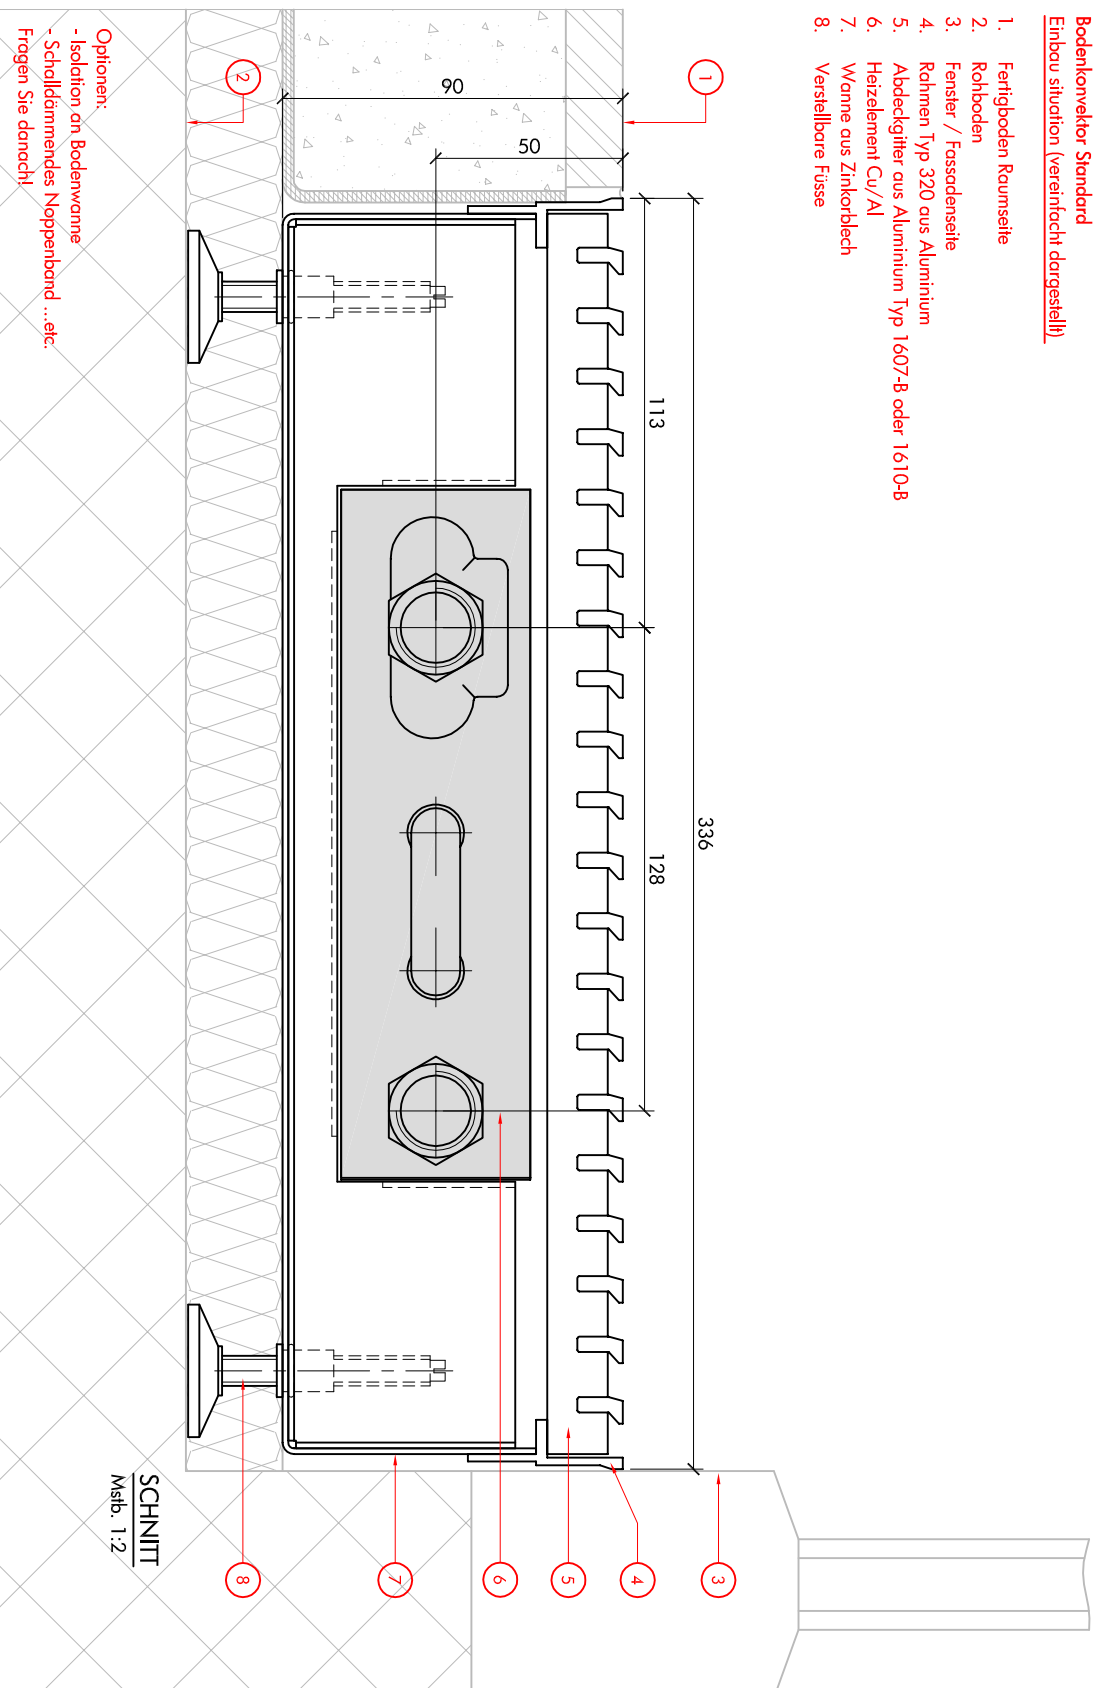 Bodenkonvektor Standard
Einbau situation (vereinfacht dargestellt)
1. Fertigboden Raumseite
2. Rohboden
3. Fenster / Fassadenseite
4. Rahmen Typ 320 aus Aluminium
5. Abdeckgitter aus Aluminium Typ 1607-B oder 1610-B
6. Heizelement Cu/Al
7. Wanne aus Zinkorblech
8. Verstellbare Füsse
1
2
90
50
113
128
336
3
4
5
6
7
8
Optionen:
- Isolation an Bodenwanne
- Schalldämmendes Noppenband ...etc.
Fragen Sie danach!
SCHNITT
Mstb. 1:2